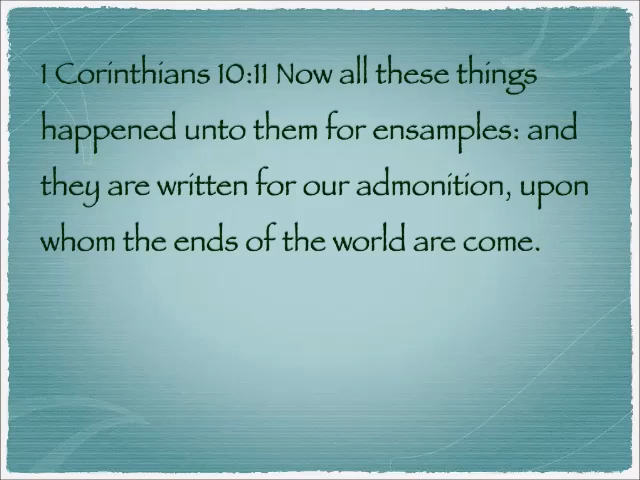 1 Corinthians 10:11 Now all these things
happened unto them for ensamples: and
they are written for our admonition, upon
whom the ends of the world are come.